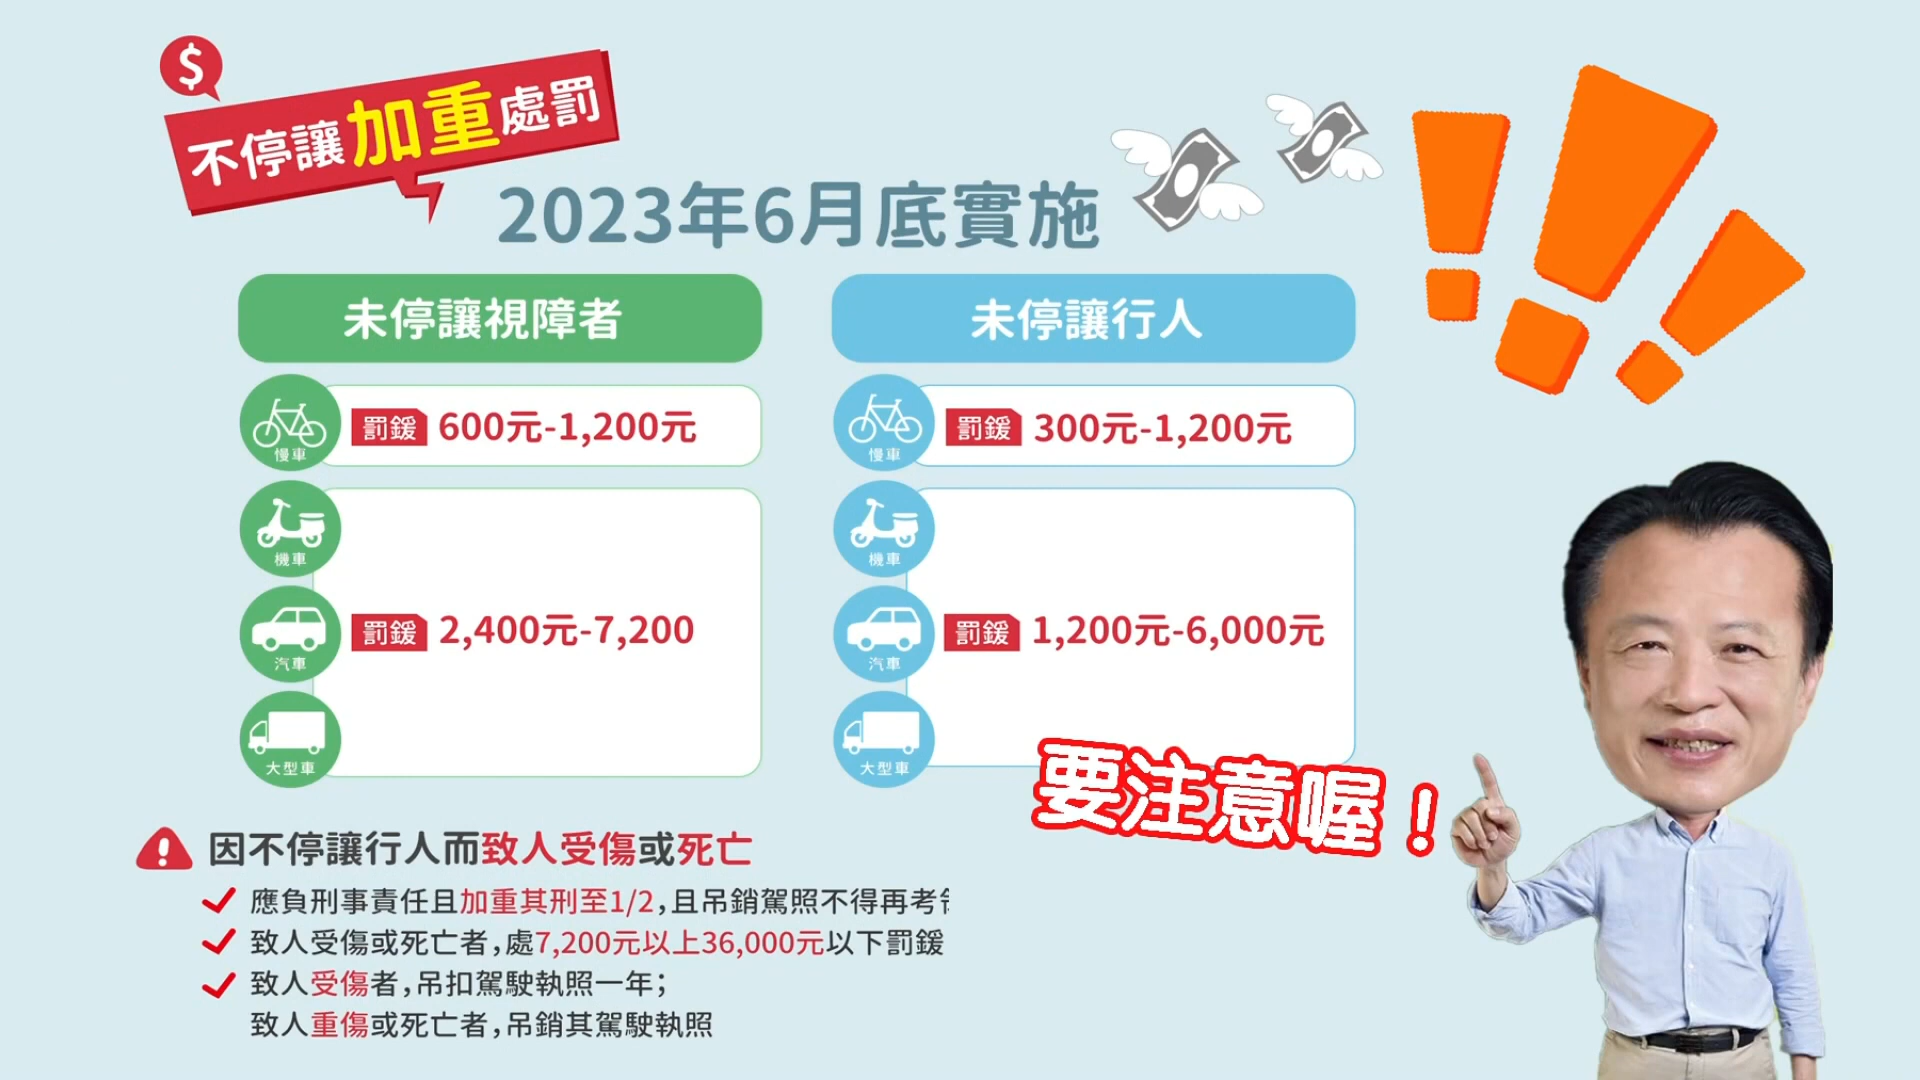 $
不停讓加重處罰
2023年6月底實施
未停讓視障者
慢車
罰鍰 600元-1,200元
機車
汽車
罰鍰 2,400元-7,200
大型車
未停讓行人
慢車
罰鍰 300元-1,200元
機車
汽車
罰鍰 1,200元-6,000元
大型車
要注意喔!
因不停讓行人而致人受傷或死亡
應負刑事責任且加重其刑至1/2,且吊銷駕照不得再考
致人受傷或死亡者,處7,200元以上36,000元以下罰鍰
致人受傷者,吊扣駕駛執照一年;
致人重傷或死亡者,吊銷其駕駛執照